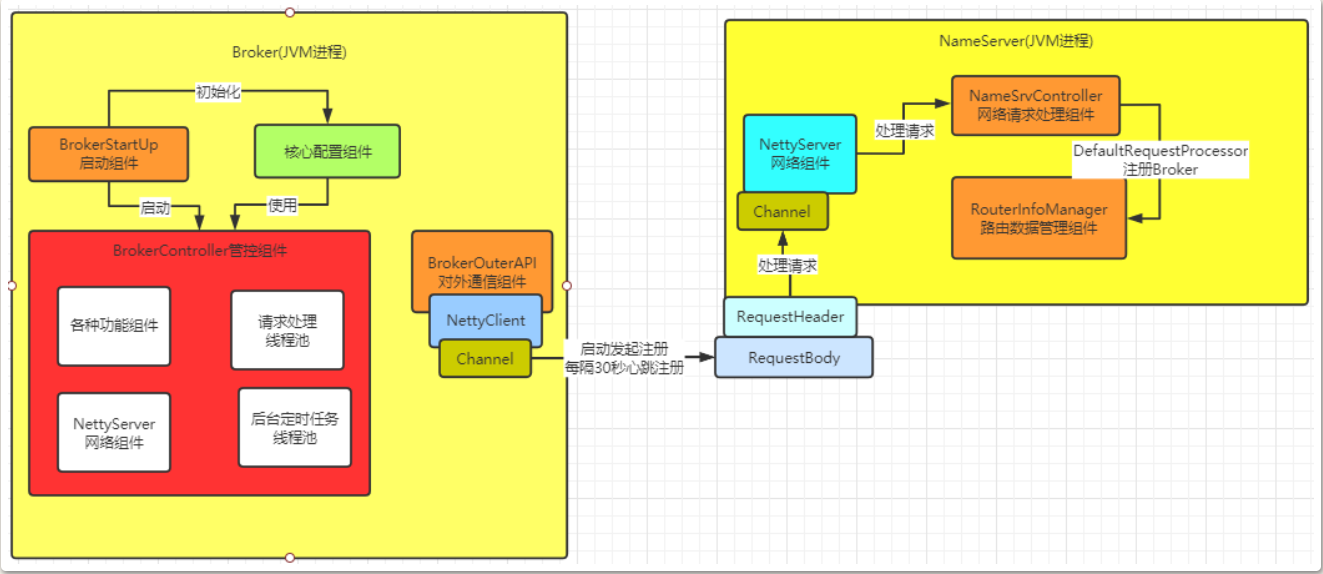 Broker(JVM进程)
初始化
BrokerStartUp
启动组件
核心配置组件
启动
使用
BrokerController管控组件
各种功能组件
请求处理
线程池
NettyServer
网络组件
后台定时任务
线程池
BrokerOuterAPI
对外通信组件
NettyClient
Channel
启动发起注册
每隔30秒心跳注册
NameServer(JVM进程)
NettyServer
网络组件
Channel
处理请求
NameSrvController
网络请求处理组件
DefaultRequestProcessor
注册Broker
RouterInfoManager
路由数据管理组件
处理请求
RequestHeader
RequestBody